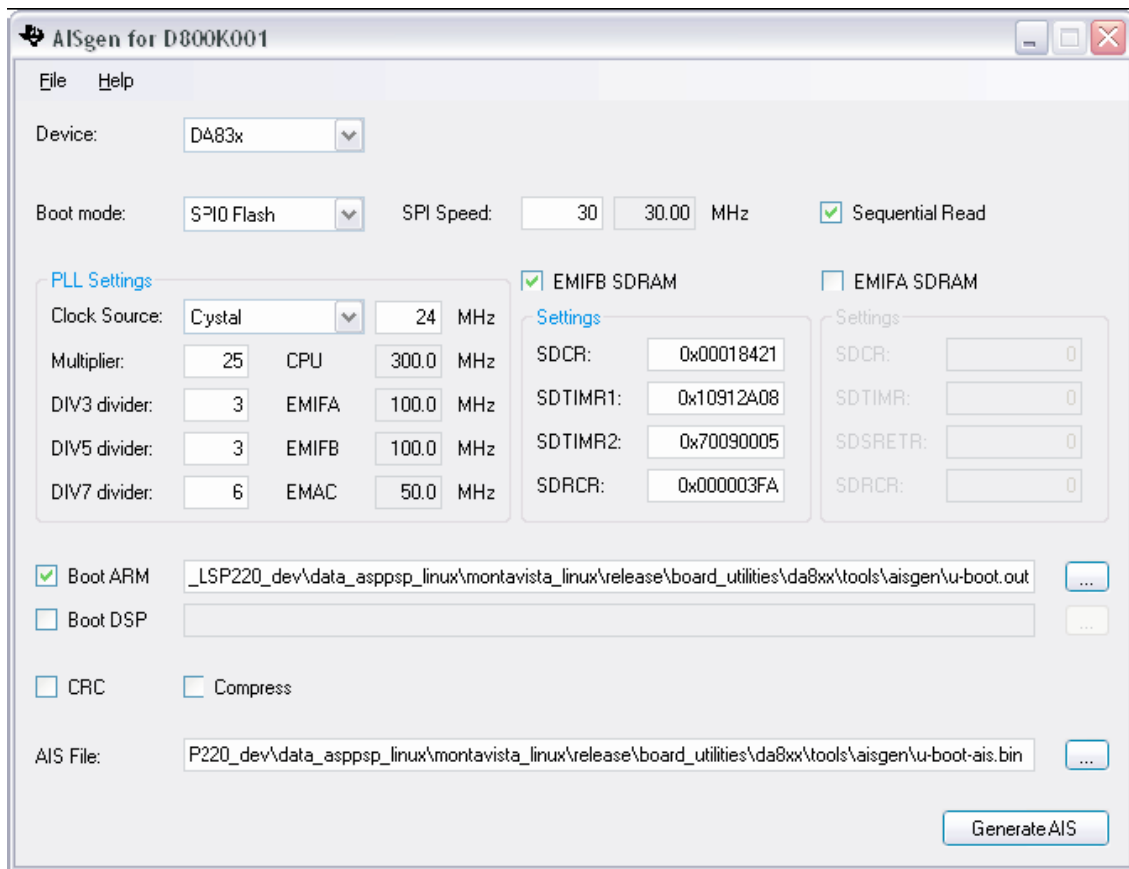 AISgen for D800K001
File Help
Device: DA83x
Boot mode: SPI0 Flash SPI Speed: 30 30.00 MHz Sequential Read
PLL Settings EMIFB SDRAM EMIFA SDRAM
Clock Source: Crystal 24 MHz Settings Settings
Multiplier: 25 CPU 300.0 MHz SDCR: 0x00018421 SDCR: 0
DIV3 divider: 3 EMIFA 100.0 MHz SDTIMR1: 0x10912A08 SDTIMR: 0
DIV5 divider: 3 EMIFB 100.0 MHz SDTIMR2: 0x70090005 SDSRETR: 0
DIV7 divider: 6 EMAC 50.0 MHz SDRCR: 0x000003FA SDRCR: 0
Boot ARM _LSP220_dev\data_asppsp_linux\montavista_linux\release\board_utilities\da8xx\tools\aisgen\u-boot.out ...
Boot DSP ...
CRC Compress
AIS File: P220_dev\data_asppsp_linux\montavista_linux\release\board_utilities\da8xx\tools\aisgen\u-boot-ais.bin ...
Generate AIS